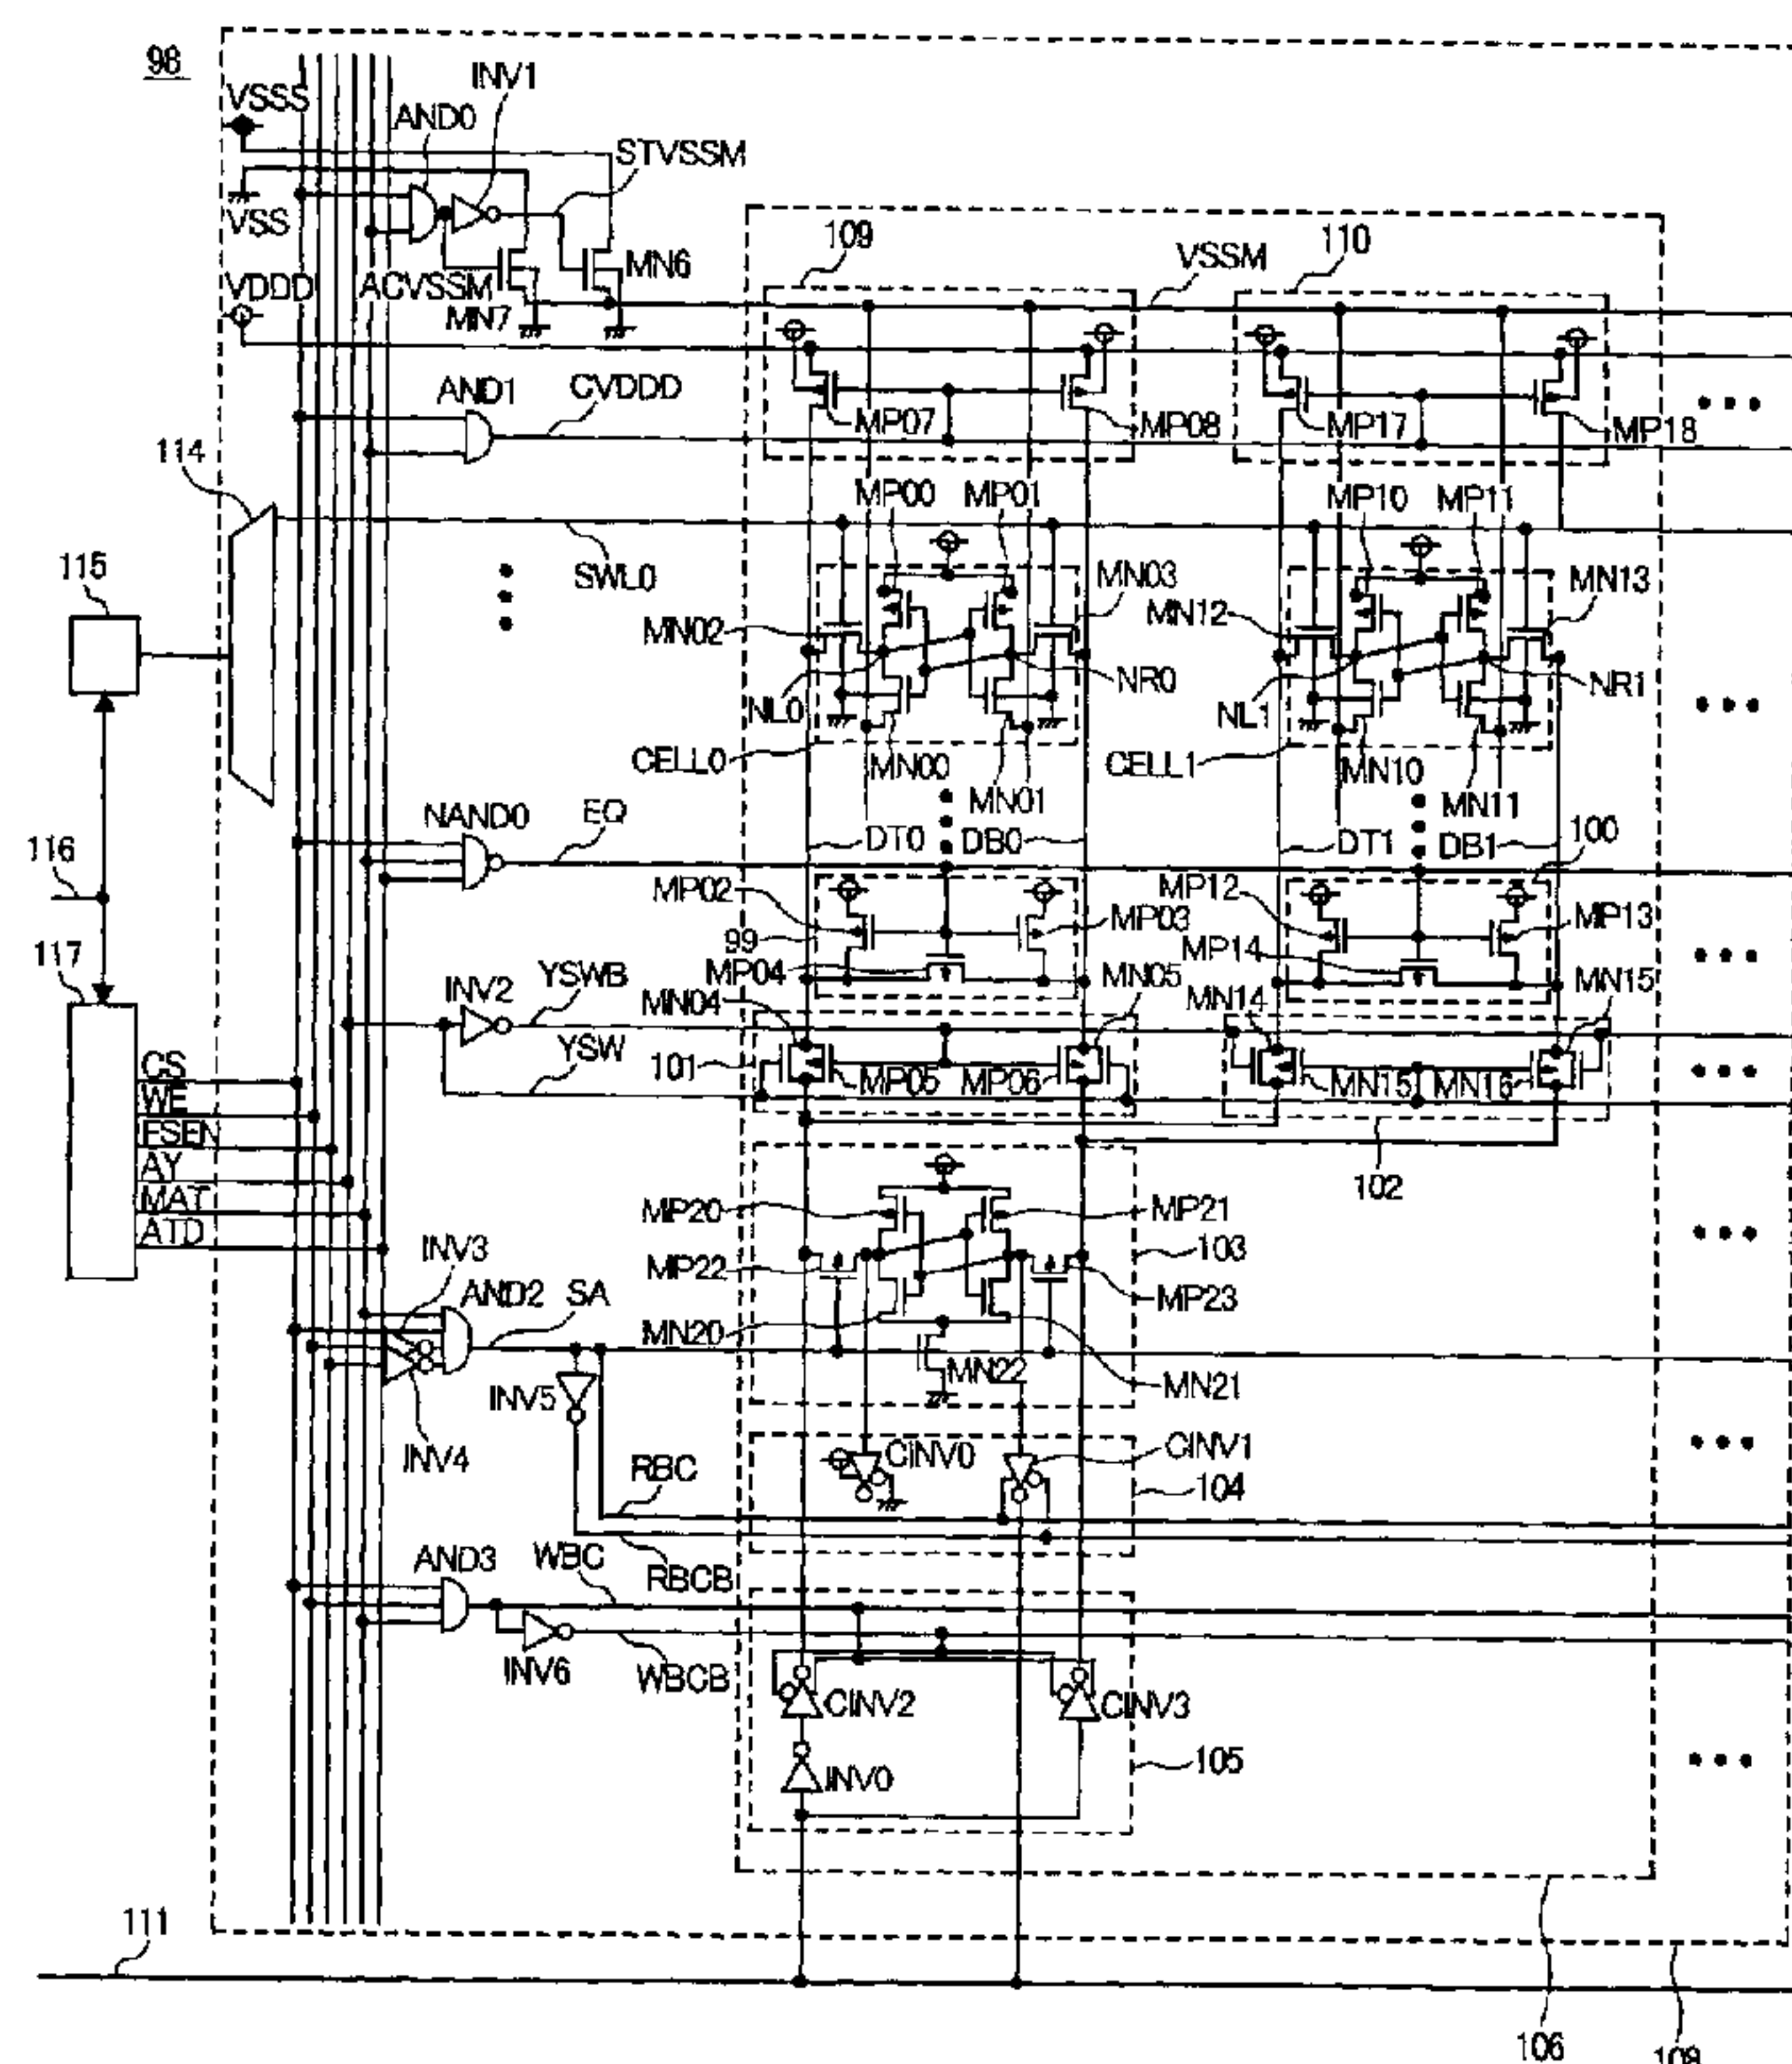 98
VSSS
INV1
AND0
STVSSM
VSS
109
110
VSSM
MN6
VDDD
ACVSSM
MN7
AND1
CVDDD
MP07
MP08
MP17
MP18
114
MP00
MP01
MP10
MP11
115
SWL0
MN03
MN13
MN02
MN12
NL0
NR0
NL1
NR1
CELL0
MN00
CELL1
MN10
MN01
MN11
NAND0
EQ
116
DT0
DB0
DT1
DB1
100
MP02
MP12
MP03
MP13
99
117
MP04
MN05
MP14
MN04
INV2
YSWB
MN14
MN15
YSW
101
CS
MP05
MP06
MN15
MN16
WE
FSEN
AY
102
MAT
MP20
MP21
ATD
INV3
103
MP22
AND2
SA
MP23
MN20
MN22
MN21
INV5
INV4
CINV0
CINV1
RBC
104
AND3
WBC
RBCB
INV6
WBCB
CINV2
CINV3
105
INV0
111
106
108